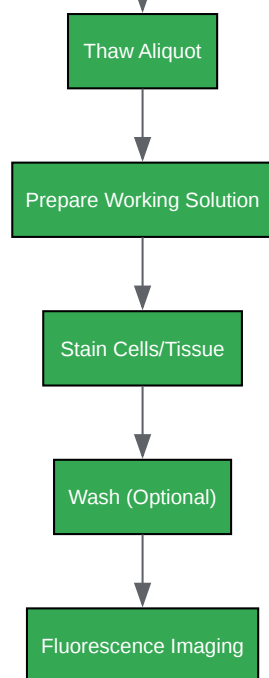 Thaw Aliquot
Prepare Working Solution
Stain Cells/Tissue
Wash (Optional)
Fluorescence Imaging